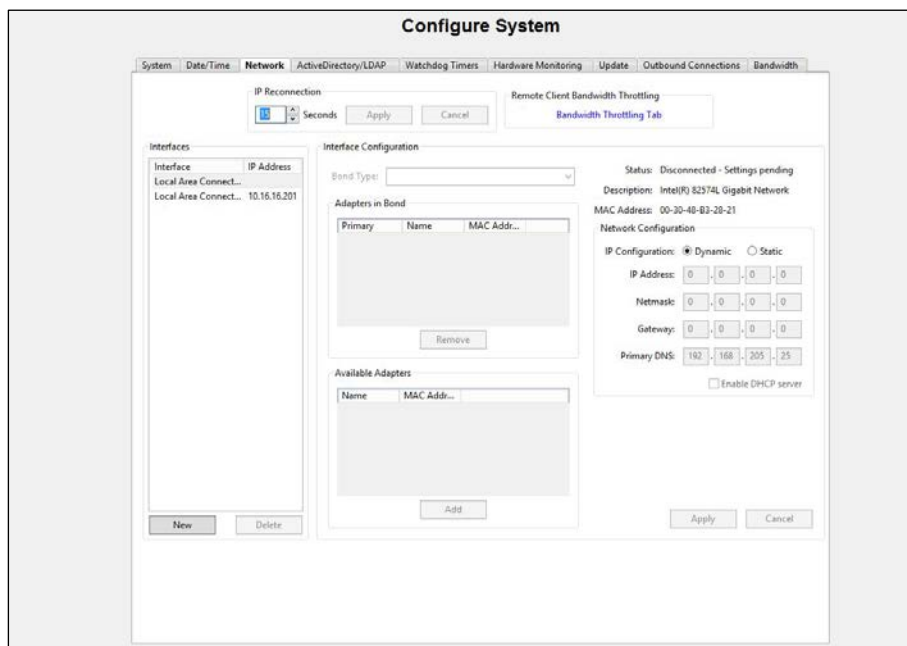 Configure System
System Date/Time Network ActiveDirectory/LDAP Watchdog Timers Hardware Monitoring Update Outbound Connections Bandwidth
IP Reconnection
15 Seconds Apply Cancel
Remote Client Bandwidth Throttling
Bandwidth Throttling Tab
Interfaces
Interface IP Address
Local Area Connect...
Local Area Connect... 10.16.16.201
New Delete
Interface Configuration
Bond Type:
Adapters in Bond
Primary Name MAC Addr...
Remove
Available Adapters
Name MAC Addr...
Add
Status: Disconnected - Settings pending
Description: Intel(R) 82574L Gigabit Network
MAC Address: 00-30-48-B3-28-21
Network Configuration
IP Configuration: Dynamic Static
IP Address: 0 . 0 . 0 . 0
Netmask: 0 . 0 . 0 . 0
Gateway: 0 . 0 . 0 . 0
Primary DNS: 192 . 168 . 205 . 25
Enable DHCP server
Apply Cancel